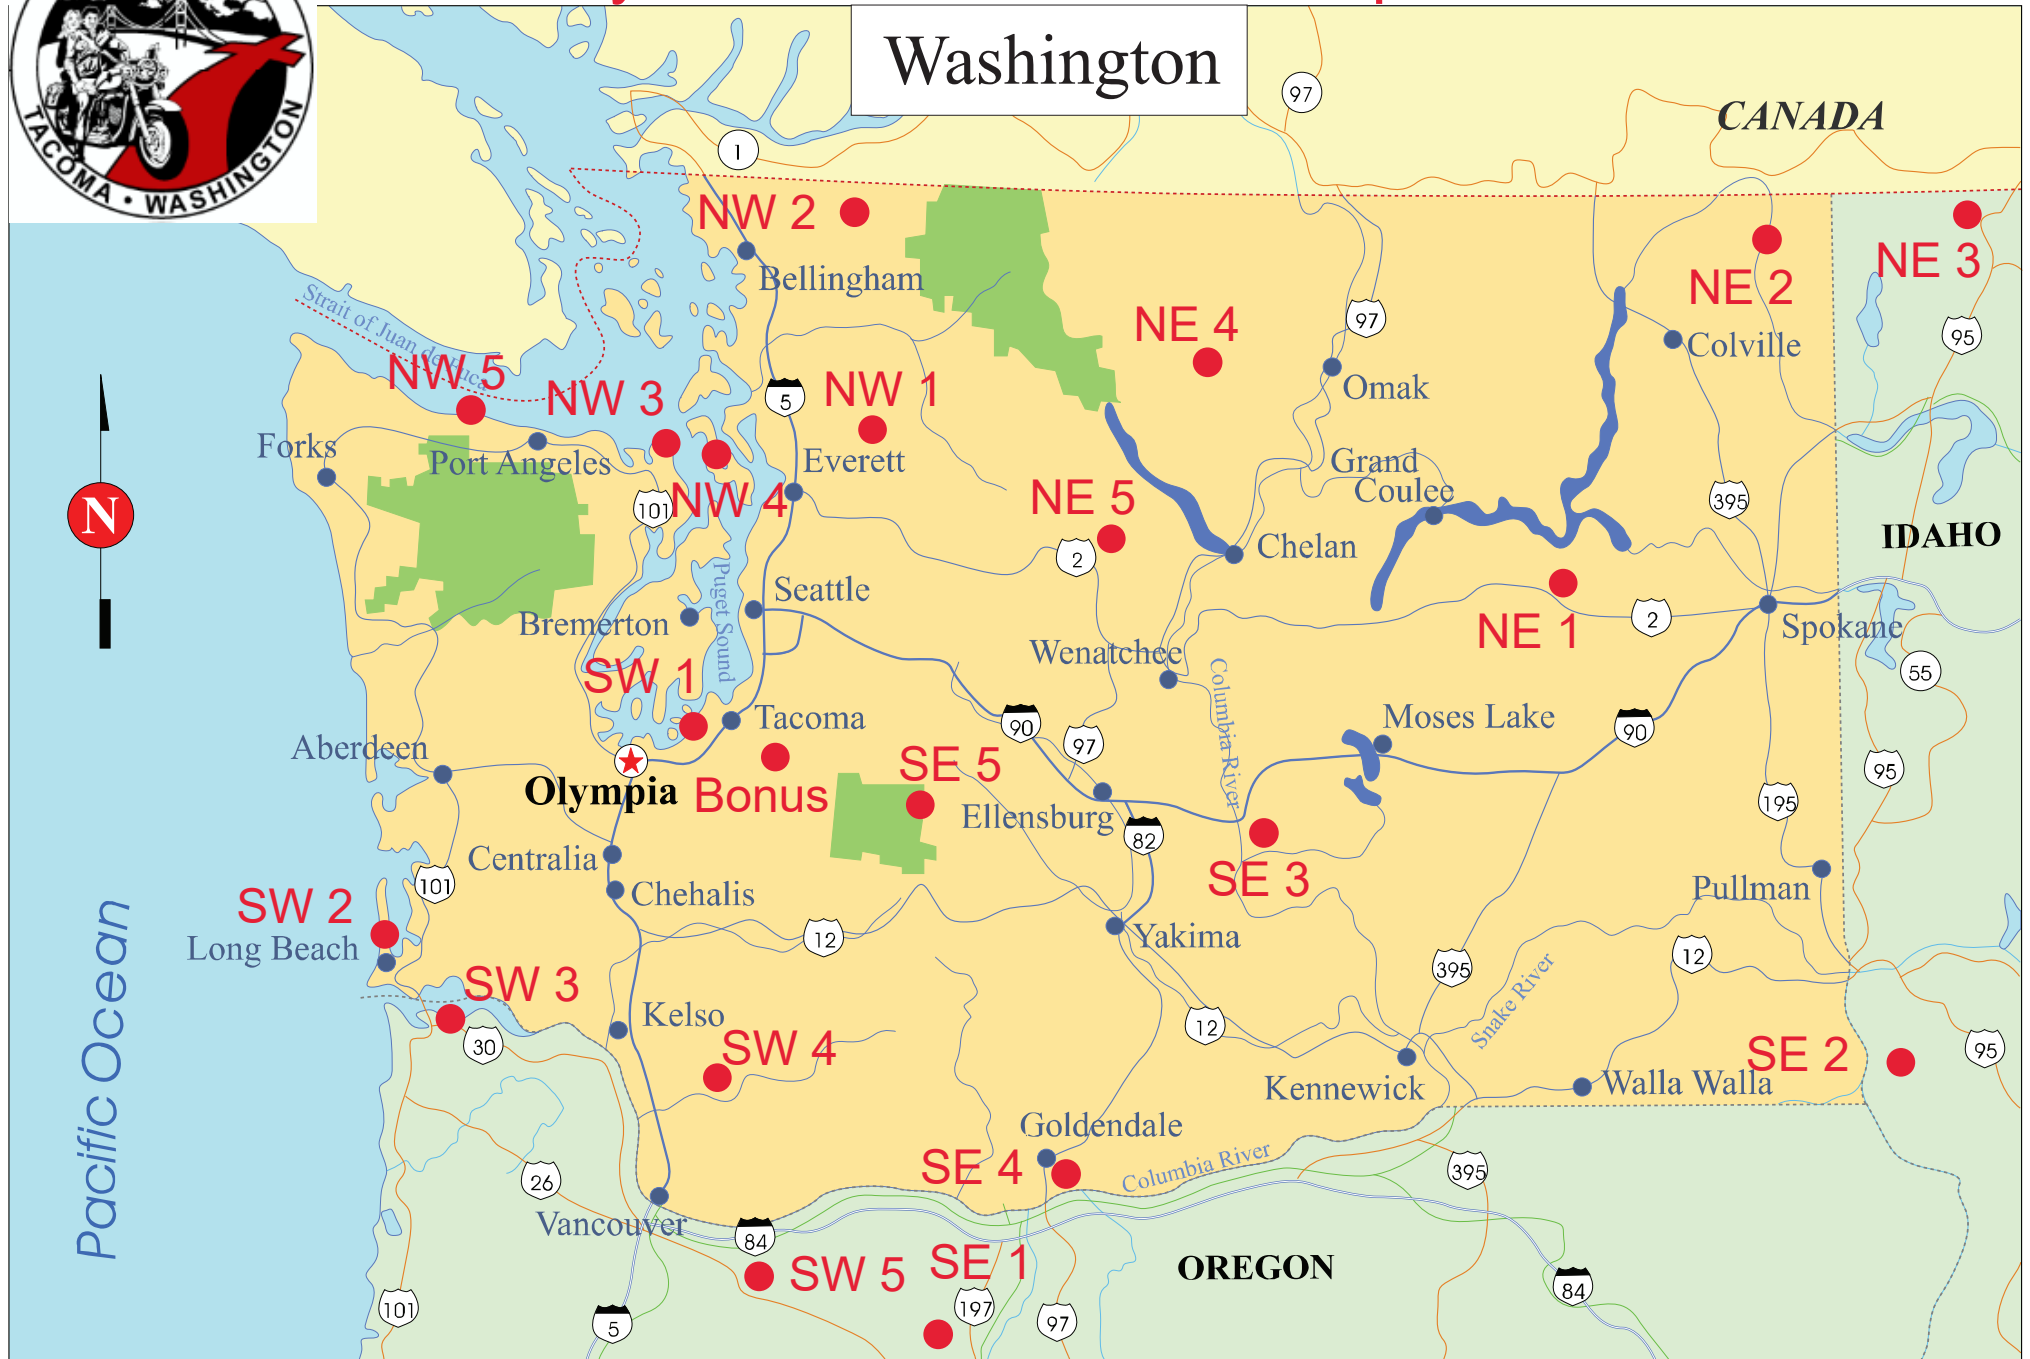 Washington
TACOMA • WASHINGTON
97
CANADA
1
NW 2
Bellingham
NE 2
NE 3
Strait of Juan de Fuca
NE 4
97
95
Colville
NW 5
NW 3
5
NW 1
Omak
Forks
Port Angeles
Everett
Grand
Coulee
N
101
NW 4
NE 5
395
2
Chelan
IDAHO
Puget Sound
Seattle
Bremerton
NE 1
2
Spokane
Wenatchee
SW 1
Columbia River
55
Tacoma
90
97
Moses Lake
90
Aberdeen
Olympia
Bonus
SE 5
95
Ellensburg
82
195
Centralia
101
Chehalis
SE 3
Pullman
SW 2
Long Beach
12
Yakima
12
395
Pacific Ocean
SW 3
Kelso
12
Snake River
30
SW 4
SE 2
95
Kennewick
Walla Walla
Goldendale
SE 4
Columbia River
26
395
Vancouver
84
SW 5
SE 1
OREGON
84
101
5
197
97